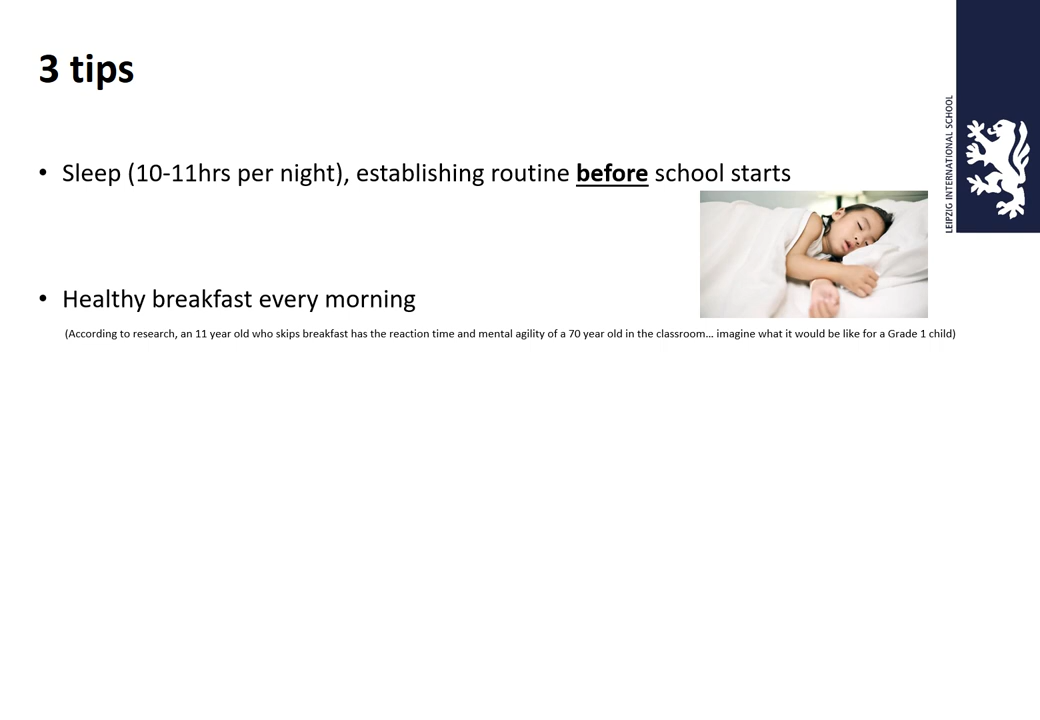 3 tips
LEIPZIG INTERNATIONAL SCHOOL
• Sleep (10-11hrs per night), establishing routine before school starts
• Healthy breakfast every morning
(According to research, an 11 year old who skips breakfast has the reaction time and mental agility of a 70 year old in the classroom… imagine what it would be like for a Grade 1 child)